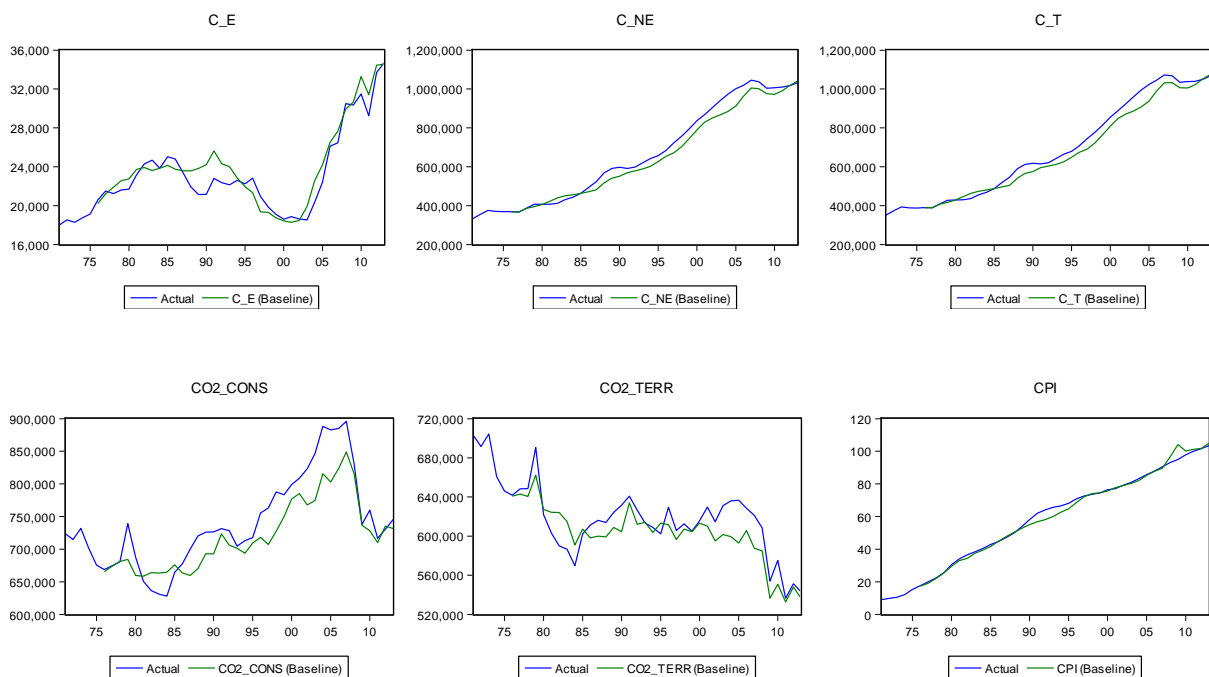 C_E
36,000
32,000
28,000
24,000
20,000
16,000
75 80 85 90 95 00 05 10
Actual C_E (Baseline)
C_NE
1,200,000
1,000,000
800,000
600,000
400,000
200,000
75 80 85 90 95 00 05 10
Actual C_NE (Baseline)
C_T
1,200,000
1,000,000
800,000
600,000
400,000
200,000
75 80 85 90 95 00 05 10
Actual C_T (Baseline)
CO2_CONS
900,000
850,000
800,000
750,000
700,000
650,000
600,000
75 80 85 90 95 00 05 10
Actual CO2_CONS (Baseline)
CO2_TERR
720,000
680,000
640,000
600,000
560,000
520,000
75 80 85 90 95 00 05 10
Actual CO2_TERR (Baseline)
CPI
120
100
80
60
40
20
0
75 80 85 90 95 00 05 10
Actual CPI (Baseline)